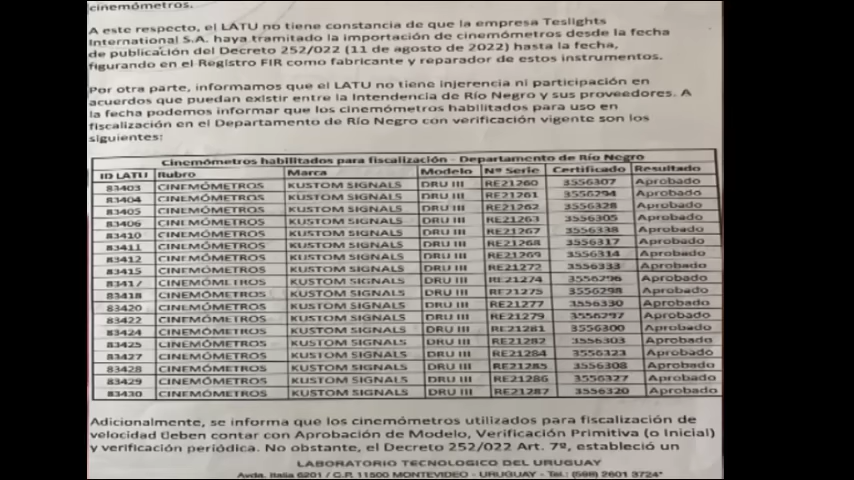 cinemómetros.
A este respecto, el LATU no tiene constancia de que la empresa Teslights
International S.A. haya tramitado la importación de cinemómetros desde la fecha
de publicación del Decreto 252/022 (11 de agosto de 2022) hasta la fecha,
figurando en el Registro FIR como fabricante y reparador de estos instrumentos.
Por otra parte, informamos que el LATU no tiene injerencia ni participación en
acuerdos que puedan existir entre la Intendencia de Río Negro y sus proveedores. A
la fecha podemos informar que los cinemómetros habilitados para uso en
fiscalización en el Departamento de Río Negro con verificación vigente son los
siguientes:
Cinemómetros habilitados para fiscalización - Departamento de Río Negro
ID LATU Rubro Marca Modelo Nº Serie Certificado Resultado
83403 CINEMÓMETROS KUSTOM SIGNALS DRU III RE21260 3556307 Aprobado
83404 CINEMÓMETROS KUSTOM SIGNALS DRU III RE21261 3556294 Aprobado
83405 CINEMÓMETROS KUSTOM SIGNALS DRU III RE21262 3556328 Aprobado
83406 CINEMÓMETROS KUSTOM SIGNALS DRU III RE21263 3556305 Aprobado
83410 CINEMÓMETROS KUSTOM SIGNALS DRU III RE21267 3556338 Aprobado
83411 CINEMÓMETROS KUSTOM SIGNALS DRU III RE21268 3556317 Aprobado
83412 CINEMÓMETROS KUSTOM SIGNALS DRU III RE21269 3556314 Aprobado
83415 CINEMÓMETROS KUSTOM SIGNALS DRU III RE21272 3556333 Aprobado
83417 CINEMÓMETROS KUSTOM SIGNALS DRU III RE21274 3556296 Aprobado
83418 CINEMÓMETROS KUSTOM SIGNALS DRU III RE21275 3556298 Aprobado
83420 CINEMÓMETROS KUSTOM SIGNALS DRU III RE21277 3556330 Aprobado
83422 CINEMÓMETROS KUSTOM SIGNALS DRU III RE21279 3556297 Aprobado
83424 CINEMÓMETROS KUSTOM SIGNALS DRU III RE21281 3556300 Aprobado
83425 CINEMÓMETROS KUSTOM SIGNALS DRU III RE21282 3556303 Aprobado
83427 CINEMÓMETROS KUSTOM SIGNALS DRU III RE21284 3556323 Aprobado
83428 CINEMÓMETROS KUSTOM SIGNALS DRU III RE21285 3556308 Aprobado
83429 CINEMÓMETROS KUSTOM SIGNALS DRU III RE21286 3556327 Aprobado
83430 CINEMÓMETROS KUSTOM SIGNALS DRU III RE21287 3556320 Aprobado
Adicionalmente, se informa que los cinemómetros utilizados para fiscalización de
velocidad deben contar con Aprobación de Modelo, Verificación Primitiva (o Inicial)
y verificación periódica. No obstante, el Decreto 252/022 Art. 7º, estableció un
LABORATORIO TECNOLOGICO DEL URUGUAY
Avda. Italia 6201 / C.P. 11500 MONTEVIDEO - URUGUAY - Tel.: (598) 2601 3724*